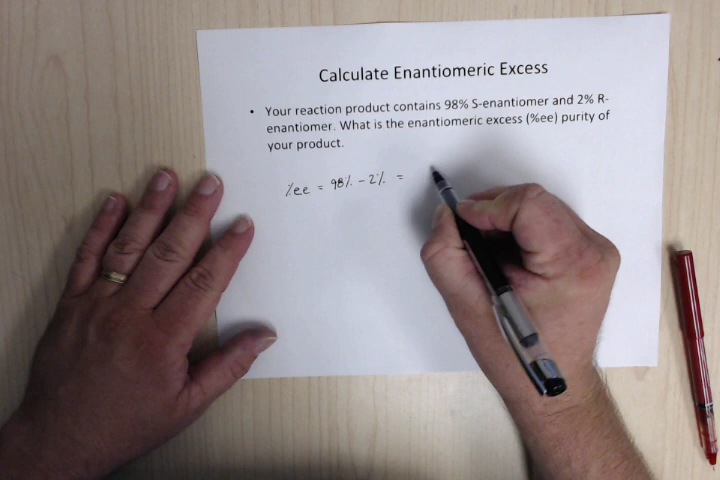 Calculate Enantiomeric Excess
• Your reaction product contains 98% S-enantiomer and 2% R-
enantiomer. What is the enantiomeric excess (%ee) purity of
your product.
%ee = 98% - 2% =